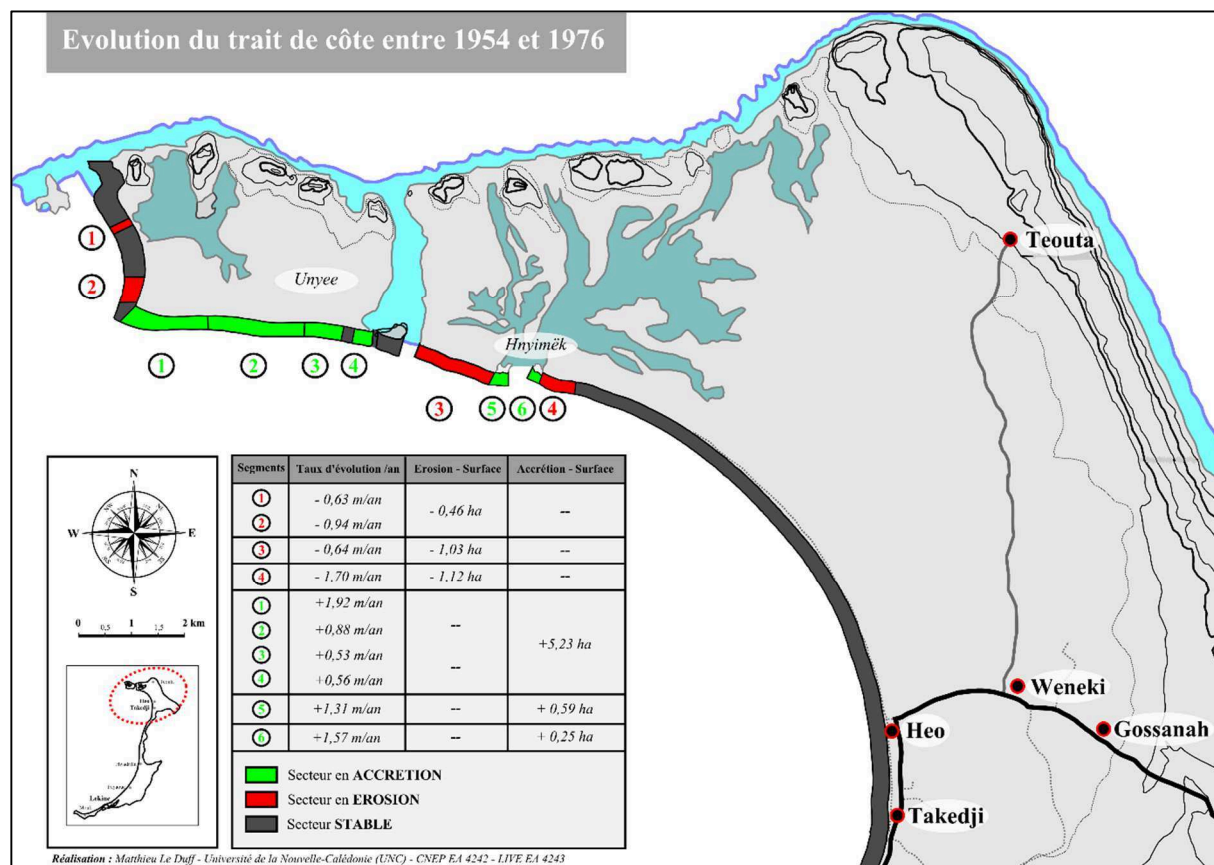 Evolution du trait de côte entre 1954 et 1976
Teouta
Unyee
Hnyimëk
1
2
1
2
3
4
3
5
6
4
Weneki
Gossanah
Heo
Takedji
N
W
E
S
0
0,5
1
1,5
2 km
Heo
Takedji
Lekine
Segments Taux d'évolution /an Erosion - Surface Accrétion - Surface
1 - 0,63 m/an - 0,46 ha --
2 - 0,94 m/an
3 - 0,64 m/an - 1,03 ha --
4 - 1,70 m/an - 1,12 ha --
1 +1,92 m/an -- +5,23 ha
2 +0,88 m/an
3 +0,53 m/an --
4 +0,56 m/an
5 +1,31 m/an -- + 0,59 ha
6 +1,57 m/an -- + 0,25 ha
Secteur en ACCRETION
Secteur en EROSION
Secteur STABLE
Réalisation : Matthieu Le Duff - Université de la Nouvelle-Calédonie (UNC) - CNEP EA 4242 - LIVE EA 4243